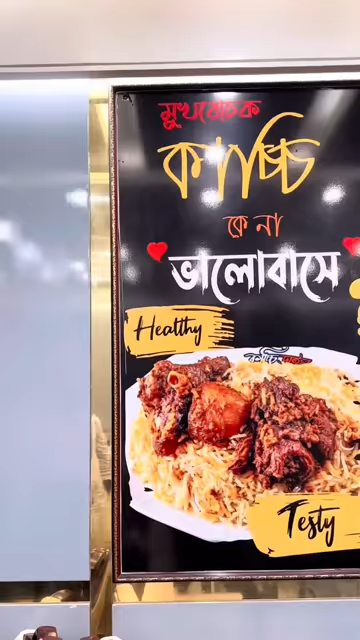 মুখরোচক
কাচ্চি
কে না
ভালোবাসে
Healthy
Testy